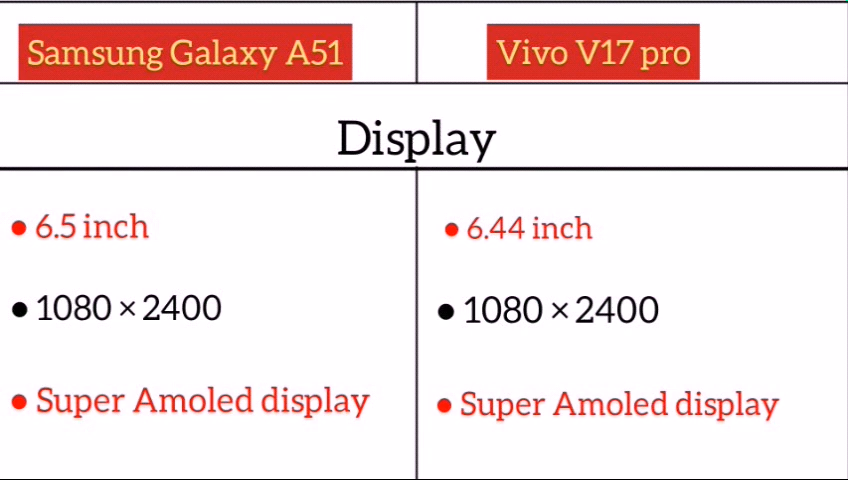 Samsung Galaxy A51
Vivo V17 pro
Display
• 6.5 inch
• 6.44 inch
• 1080 × 2400
• 1080 × 2400
• Super Amoled display
• Super Amoled display